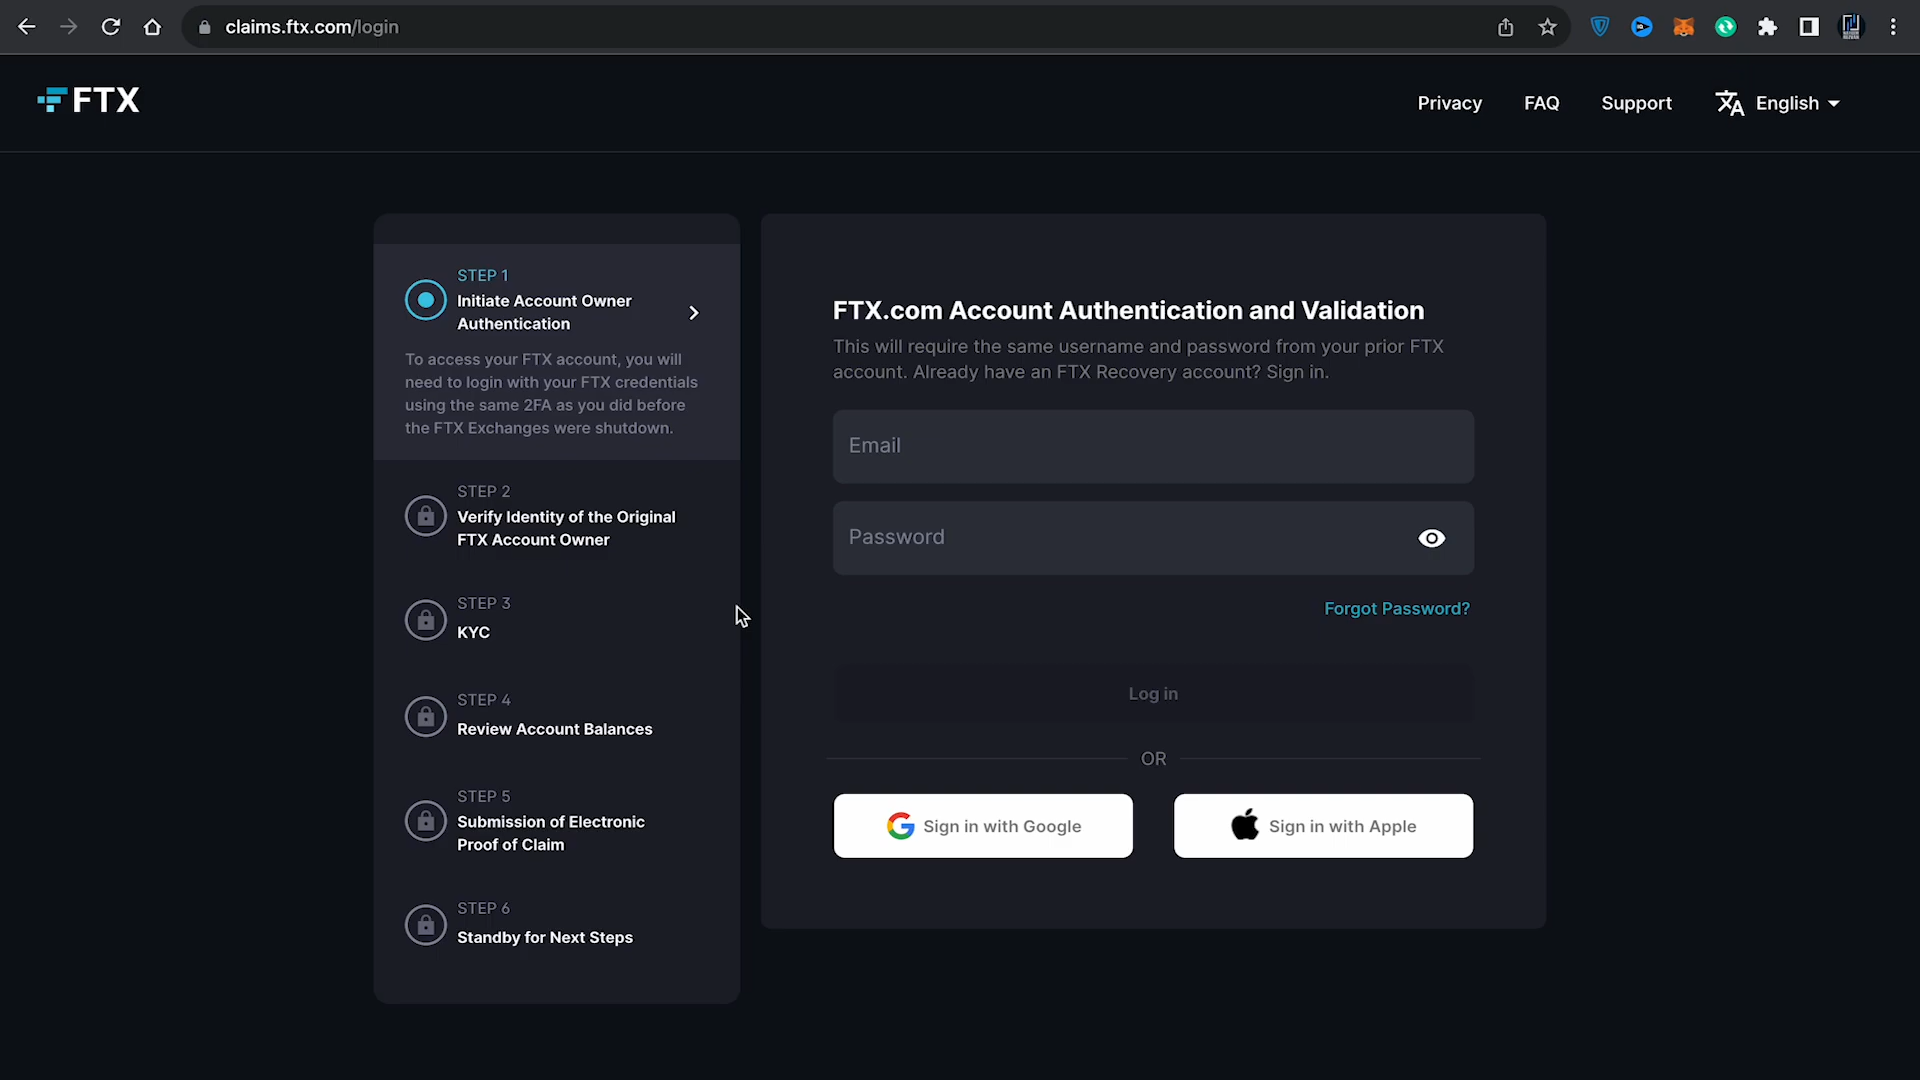 claims.ftx.com/login
FTX
Privacy
FAQ
Support
English
STEP 1
Initiate Account Owner
Authentication
To access your FTX account, you will
need to login with your FTX credentials
using the same 2FA as you did before
the FTX Exchanges were shutdown.
STEP 2
Verify Identity of the Original
FTX Account Owner
STEP 3
KYC
STEP 4
Review Account Balances
STEP 5
Submission of Electronic
Proof of Claim
STEP 6
Standby for Next Steps
FTX.com Account Authentication and Validation
This will require the same username and password from your prior FTX
account. Already have an FTX Recovery account? Sign in.
Email
Password
Forgot Password?
Log in
OR
Sign in with Google
Sign in with Apple